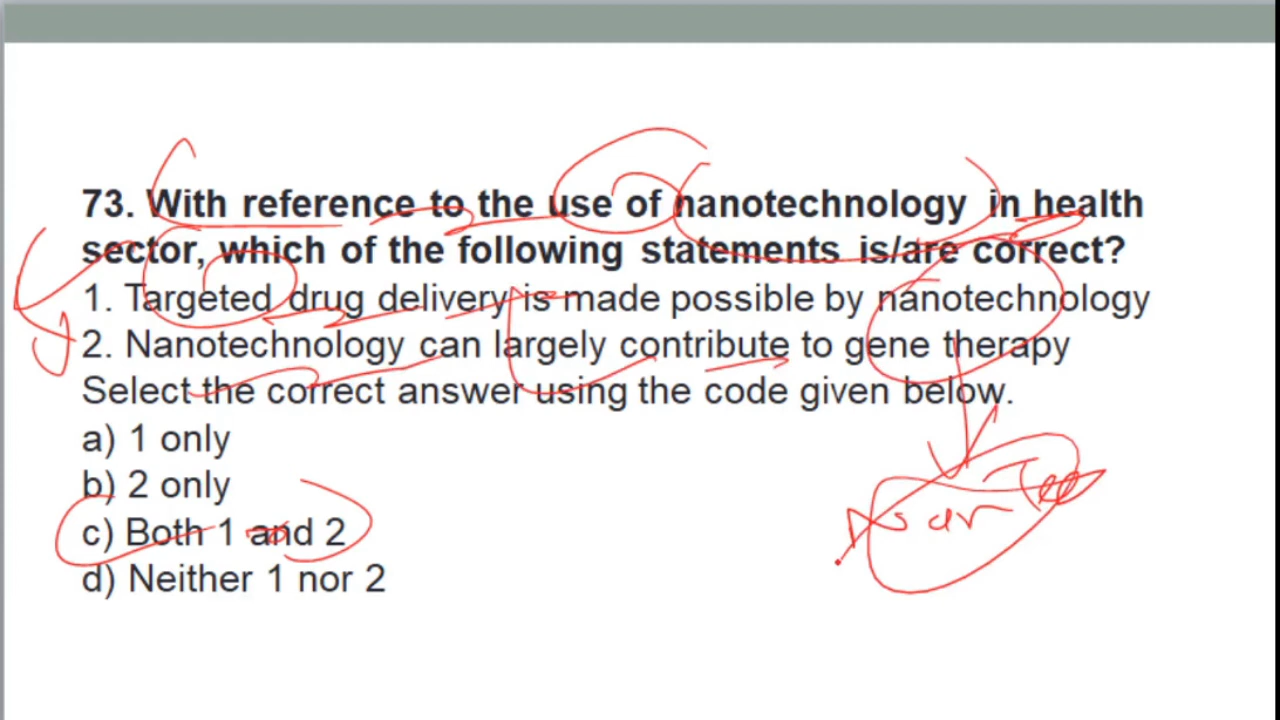 73. With reference to the use of nanotechnology in health
sector, which of the following statements is/are correct?
1. Targeted drug delivery is made possible by nanotechnology
2. Nanotechnology can largely contribute to gene therapy
Select the correct answer using the code given below.
a) 1 only
b) 2 only
c) Both 1 and 2
d) Neither 1 nor 2